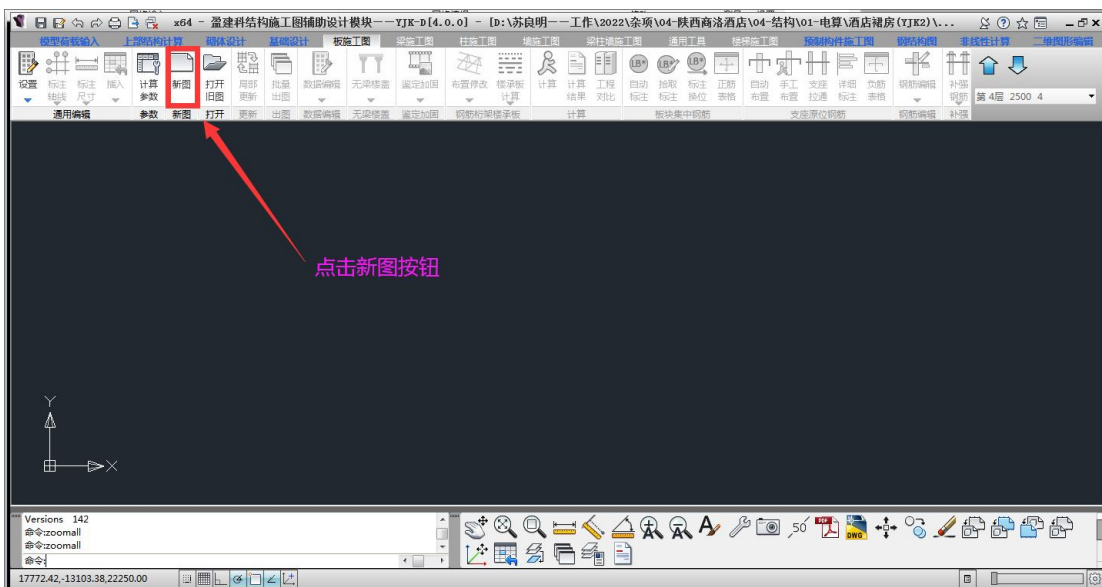 x64 - 盈建科结构施工图辅助设计模块——YJK-D[4.0.0] - [D:\苏良明——工作\2022\杂项\04-陕西商洛酒店\04-结构\01-电算\酒店裙房(YJK2)\...
模型荷载输入 上部结构计算 砌体设计 基础设计 板施工图 梁施工图 柱施工图 墙施工图 梁柱墙施工图 通用工具 楼梯施工图 预制构件施工图 钢结构图 非线性计算 二维图形编辑
设置 标注轴线 标注尺寸 插入 计算参数 新图 打开旧图 局部更新 批量出图 数据编辑 无梁楼盖 鉴定加固 布置修改 楼承板计算 计算 计算结果 工程对比 自动标注 抽取标注 标注换位 正筋表格 自动布置 手工布置 支座拉通 详细标注 负筋表格 钢筋编辑 补强钢筋 第 4层 2500 4
通用编辑 参数 新图 打开 更新 出图 数据编辑 无梁楼盖 鉴定加固 钢筋桁架楼承板 计算 板块集中钢筋 支座原位钢筋 钢筋编辑 补强
点击新图按钮
Y
X
Versions 142
命令:zoomall
命令:zoomall
命令:
50
PDF
DWG
17772.42,-13103.38,22250.00